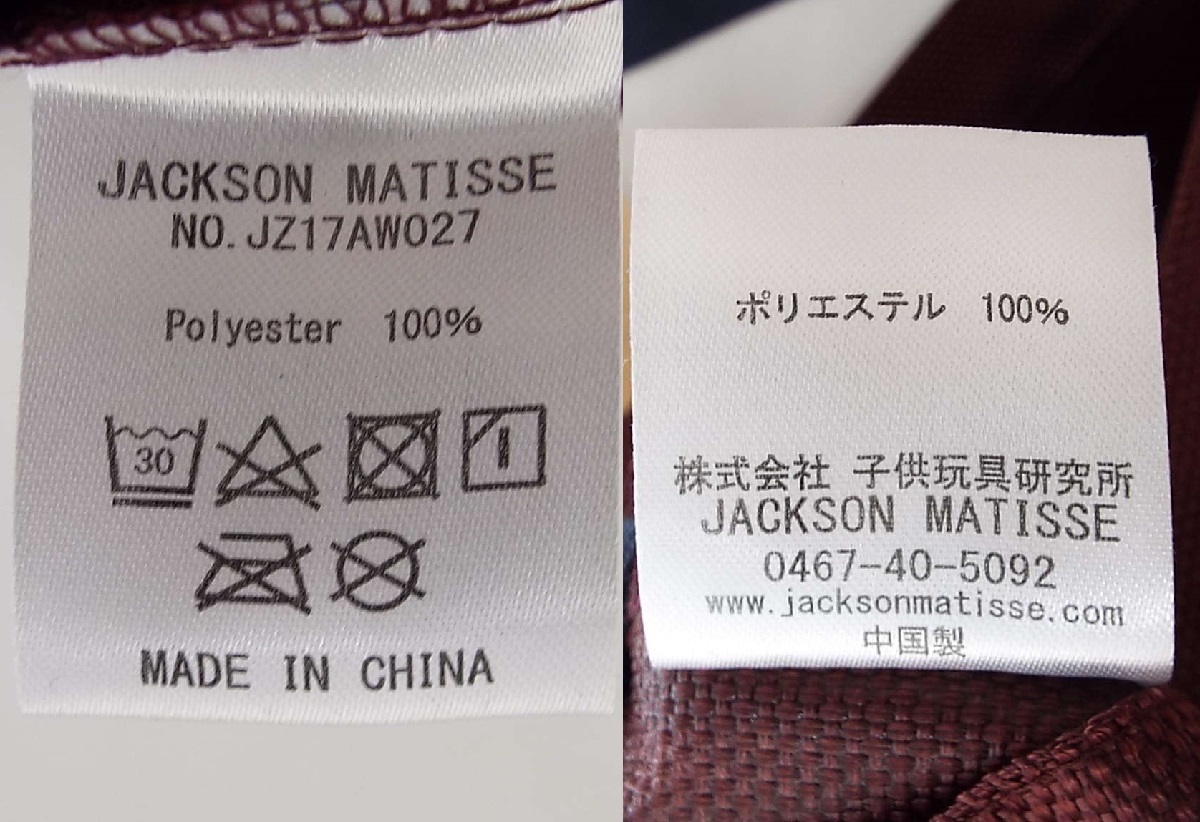 JACKSON MATISSE
NO.JZ17AW027
Polyester 100%
30
MADE IN CHINA
ポリエステル 100%
株式会社 子供玩具研究所
JACKSON MATISSE
0467-40-5092
www.jacksonmatisse.com
中国製